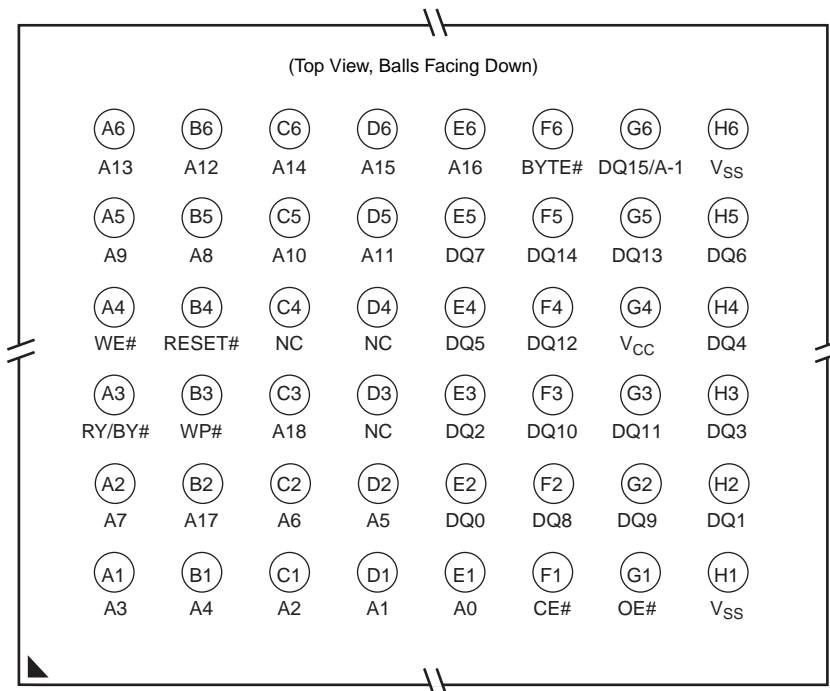 (Top View, Balls Facing Down)
A6 B6 C6 D6 E6 F6 G6 H6
A13 A12 A14 A15 A16 BYTE# DQ15/A-1 VSS
A5 B5 C5 D5 E5 F5 G5 H5
A9 A8 A10 A11 DQ7 DQ14 DQ13 DQ6
A4 B4 C4 D4 E4 F4 G4 H4
WE# RESET# NC NC DQ5 DQ12 VCC DQ4
A3 B3 C3 D3 E3 F3 G3 H3
RY/BY# WP# A18 NC DQ2 DQ10 DQ11 DQ3
A2 B2 C2 D2 E2 F2 G2 H2
A7 A17 A6 A5 DQ0 DQ8 DQ9 DQ1
A1 B1 C1 D1 E1 F1 G1 H1
A3 A4 A2 A1 A0 CE# OE# VSS